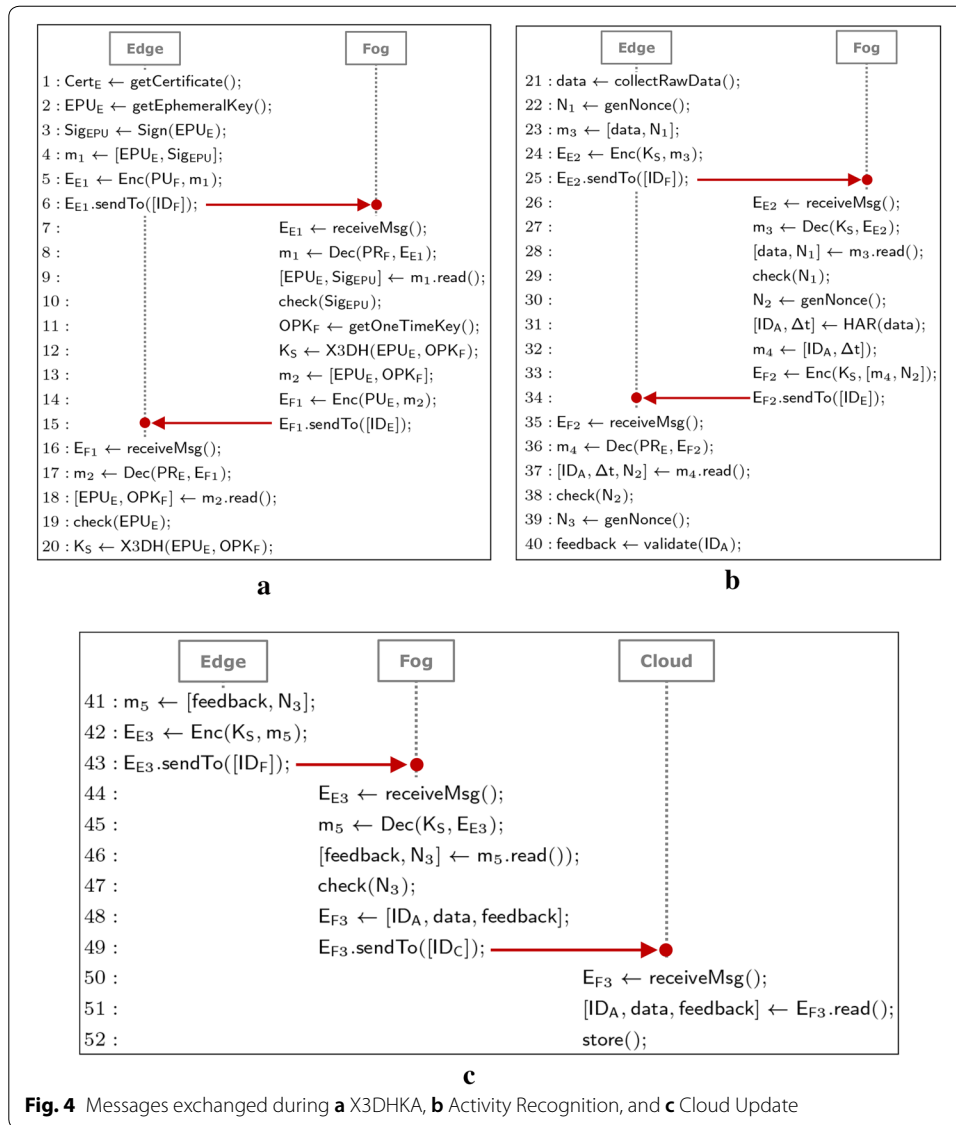 Edge Fog
1 : Cert_E ← getCertificate();
2 : EPU_E ← getEphemeralKey();
3 : Sig_EPU ← Sign(EPU_E);
4 : m_1 ← [EPU_E, Sig_EPU];
5 : E_E1 ← Enc(PU_F, m_1);
6 : E_E1.sendTo([ID_F]);
7 : E_E1 ← receiveMsg();
8 : m_1 ← Dec(PR_F, E_E1);
9 : [EPU_E, Sig_EPU] ← m_1.read();
10 : check(Sig_EPU);
11 : OPK_F ← getOneTimeKey();
12 : K_S ← X3DH(EPU_E, OPK_F);
13 : m_2 ← [EPU_E, OPK_F];
14 : E_F1 ← Enc(PU_E, m_2);
15 : E_F1.sendTo([ID_E]);
16 : E_F1 ← receiveMsg();
17 : m_2 ← Dec(PR_E, E_F1);
18 : [EPU_E, OPK_F] ← m_2.read();
19 : check(EPU_E);
20 : K_S ← X3DH(EPU_E, OPK_F);
a
Edge Fog
21 : data ← collectRawData();
22 : N_1 ← genNonce();
23 : m_3 ← [data, N_1];
24 : E_E2 ← Enc(K_S, m_3);
25 : E_E2.sendTo([ID_F]);
26 : E_E2 ← receiveMsg();
27 : m_3 ← Dec(K_S, E_E2);
28 : [data, N_1] ← m_3.read();
29 : check(N_1);
30 : N_2 ← genNonce();
31 : [ID_A, Δt] ← HAR(data);
32 : m_4 ← [ID_A, Δt]);
33 : E_F2 ← Enc(K_S, [m_4, N_2]);
34 : E_F2.sendTo([ID_E]);
35 : E_F2 ← receiveMsg();
36 : m_4 ← Dec(PR_E, E_F2);
37 : [ID_A, Δt, N_2] ← m_4.read();
38 : check(N_2);
39 : N_3 ← genNonce();
40 : feedback ← validate(ID_A);
b
Edge Fog Cloud
41 : m_5 ← [feedback, N_3];
42 : E_E3 ← Enc(K_S, m_5);
43 : E_E3.sendTo([ID_F]);
44 : E_E3 ← receiveMsg();
45 : m_5 ← Dec(K_S, E_E3);
46 : [feedback, N_3] ← m_5.read());
47 : check(N_3);
48 : E_F3 ← [ID_A, data, feedback];
49 : E_F3.sendTo([ID_C]);
50 : E_F3 ← receiveMsg();
51 : [ID_A, data, feedback] ← E_F3.read();
52 : store();
c
Fig. 4 Messages exchanged during a X3DHKA, b Activity Recognition, and c Cloud Update